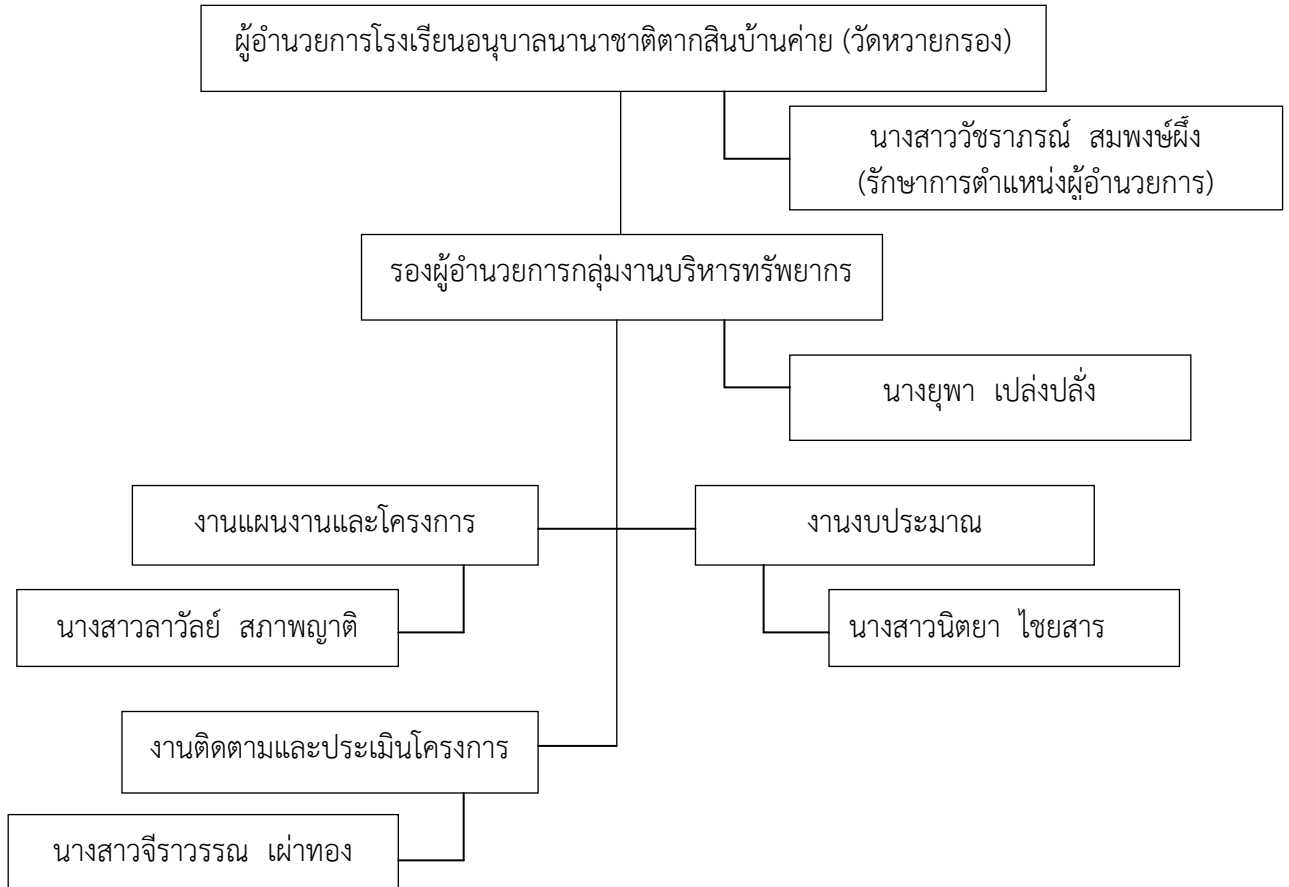 ผู้อำนวยการโรงเรียนอนุบาลนานาชาติตากสินบ้านค่าย (วัดหวายกรอง)
นางสาววัชราภรณ์ สมพงษ์ผึ้ง
(รักษาการตำแหน่งผู้อำนวยการ)
รองผู้อำนวยการกลุ่มงานบริหารทรัพยากร
นางยุพา เปล่งปลั่ง
งานแผนงานและโครงการ
งานงบประมาณ
นางสาวลาวัลย์ สภาพญาติ
นางสาวนิตยา ไชยสาร
งานติดตามและประเมินโครงการ
นางสาวจีราวรรณ เผ่าทอง